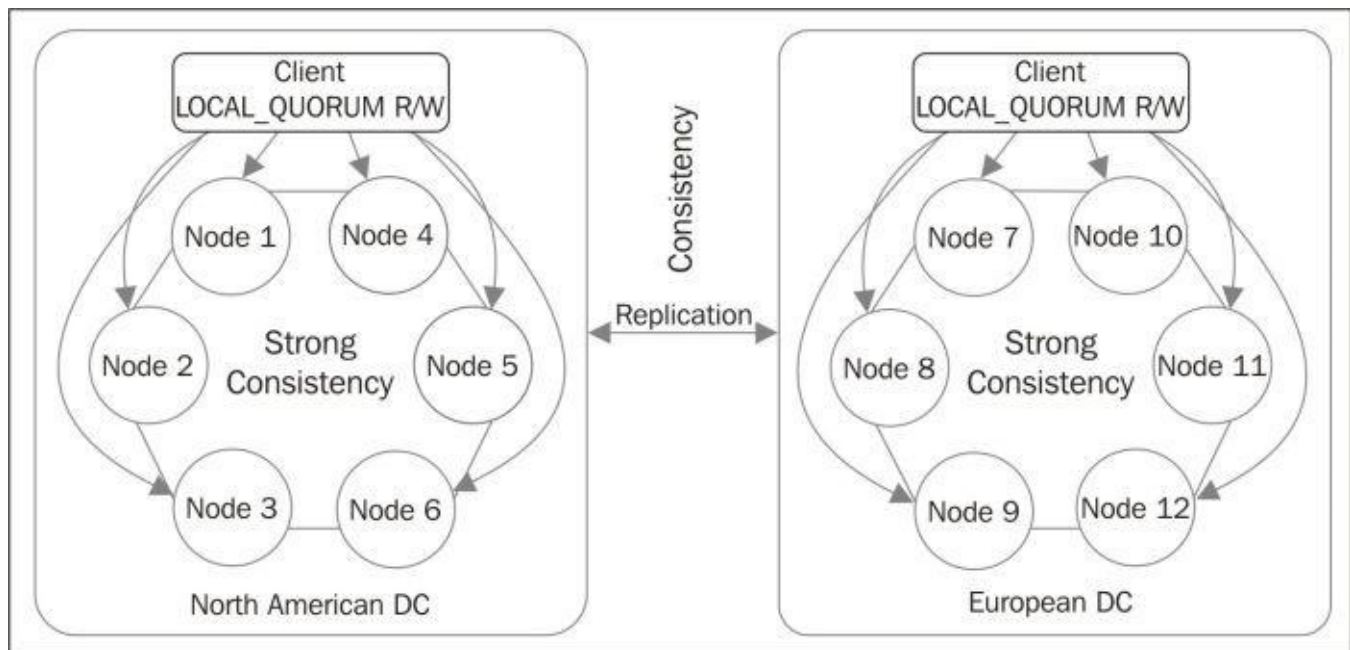 Client
LOCAL_QUORUM R/W
Node 1
Node 4
Node 2
Strong
Consistency
Node 5
Node 3
Node 6
North American DC
Consistency
Replication
Client
LOCAL_QUORUM R/W
Node 7
Node 10
Node 8
Strong
Consistency
Node 11
Node 9
Node 12
European DC